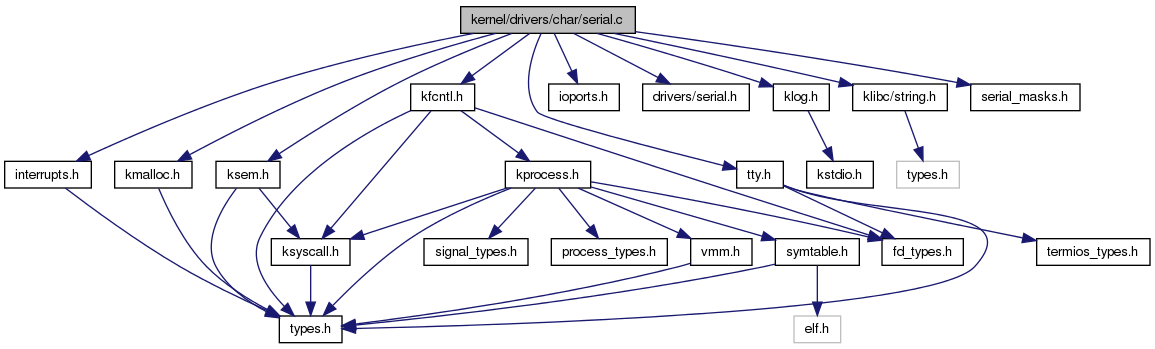 kernel/drivers/char/serial.c
kfcntl.h
ioports.h
drivers/serial.h
klog.h
klibc/string.h
serial_masks.h
interrupts.h
kmalloc.h
ksem.h
kprocess.h
tty.h
kstdio.h
types.h
ksyscall.h
signal_types.h
process_types.h
vmm.h
symtable.h
fd_types.h
termios_types.h
types.h
elf.h